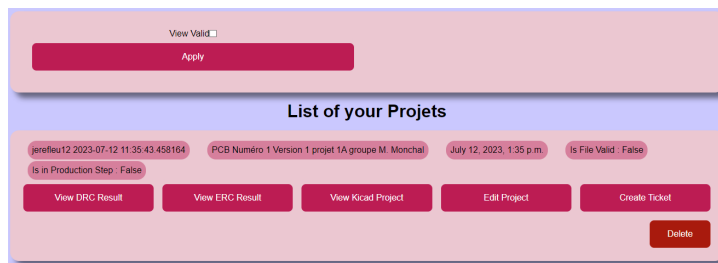 View Valid
Apply
List of your Projets
jerefleu12 2023-07-12 11:35:43.458164 PCB Numéro 1 Version 1 projet 1A groupe M. Monchal July 12, 2023, 1:35 p.m. Is File Valid : False
Is in Production Step : False
View DRC Result View ERC Result View Kicad Project Edit Project Create Ticket
Delete